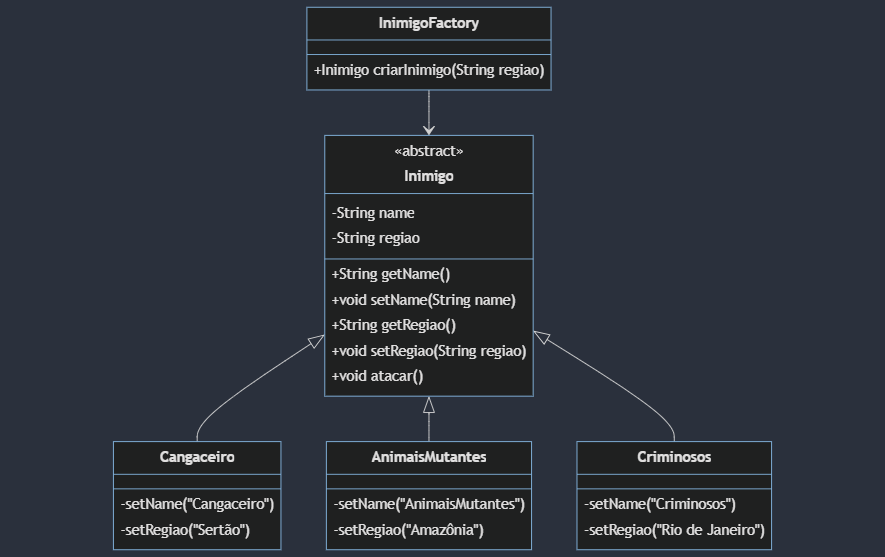 InimigoFactory
+Inimigo criarInimigo(String regiao)
«abstract»
Inimigo
-String name
-String regiao
+String getName()
+void setName(String name)
+String getRegiao()
+void setRegiao(String regiao)
+void atacar()
Cangaceiro
-setName("Cangaceiro")
-setRegiao("Sertão")
AnimaisMutantes
-setName("AnimaisMutantes")
-setRegiao("Amazônia")
Criminosos
-setName("Criminosos")
-setRegiao("Rio de Janeiro")